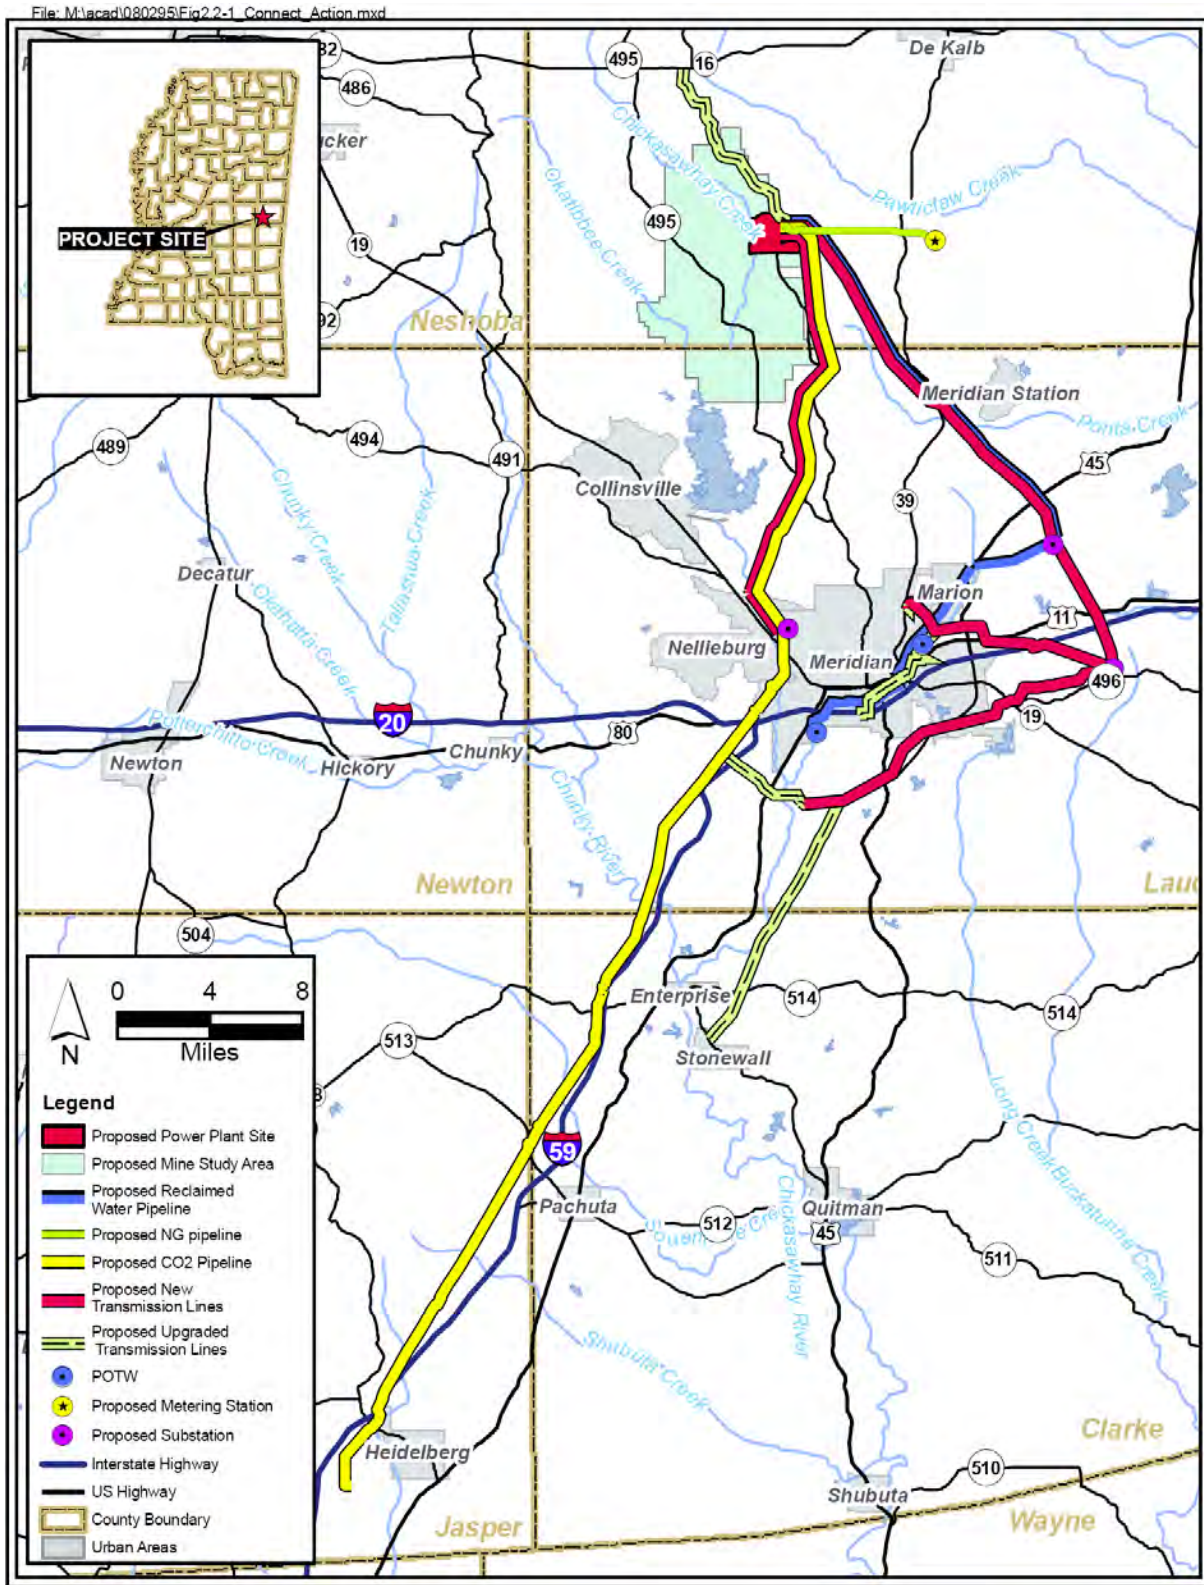 File: M:\acad\080295\Fig2.2-1_Connect_Action.mxd
PROJECT SITE
486
495
16
De Kalb
Chickasawhay Creek
Okatibbee Creek
Pawticfaw Creek
495
19
Neshoba
Meridian Station
Ponta Creek
489
494
491
45
Collinsville
39
Chunky Creek
Tallashua Creek
Decatur
Okahatta Creek
Marion
11
Nellieburg
Meridian
496
20
19
Potterchitto Creek
80
Newton
Hickory
Chunky
Chunky River
Newton
504
0 4 8
Miles
N
Enterprise
514
514
513
Stonewall
Legend
Proposed Power Plant Site
Proposed Mine Study Area
Proposed Reclaimed
Water Pipeline
Proposed NG pipeline
Proposed CO2 Pipeline
Proposed New
Transmission Lines
Proposed Upgraded
Transmission Lines
POTW
Proposed Metering Station
Proposed Substation
Interstate Highway
US Highway
County Boundary
Urban Areas
59
Long Creek
Buckatunna Creek
Pachuta
512
Quitman
45
Chickasawhay River
511
Shubuta Creek
Heidelberg
Clarke
510
Shubuta
Jasper
Wayne